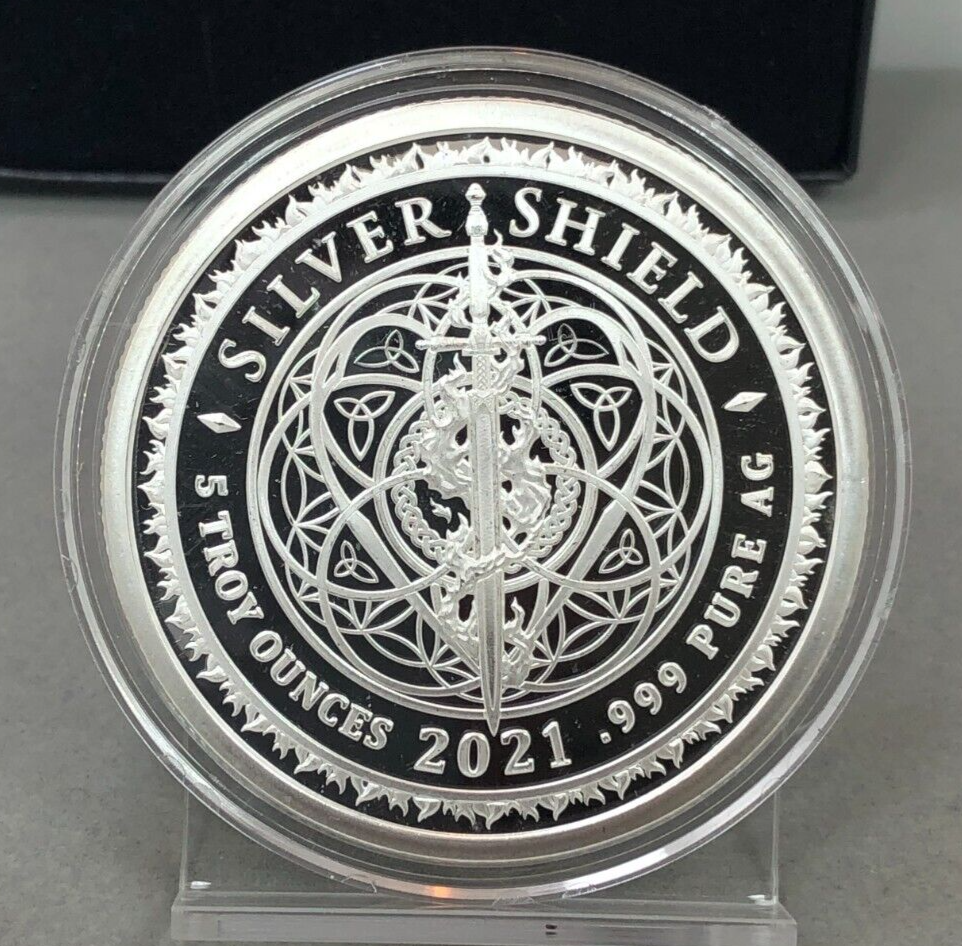 SILVER SHIELD
5 TROY OUNCES 2021 .999 PURE AG